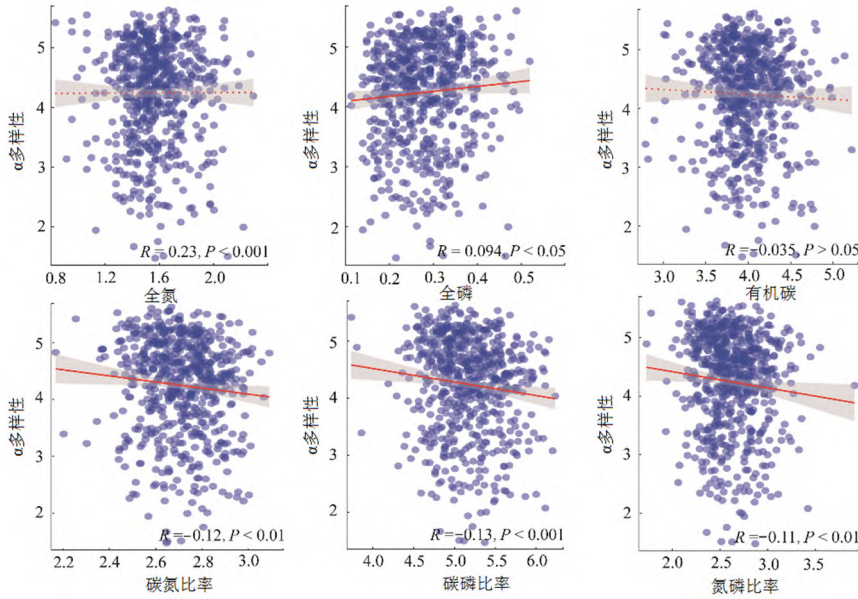 5
4
3
2
α多样性
R = 0.23, P < 0.001
0.8 1.2 1.6 2.0
全氮
5
4
3
2
α多样性
R = 0.094, P < 0.05
0.1 0.2 0.3 0.4 0.5
全磷
5
4
3
2
α多样性
R=−0.035, P > 0.05
3.0 3.5 4.0 4.5 5.0
有机碳
5
4
3
2
α多样性
R=−0.12, P < 0.01
2.2 2.4 2.6 2.8 3.0
碳氮比率
5
4
3
2
α多样性
R=−0.13, P < 0.001
4.0 4.5 5.0 5.5 6.0
碳磷比率
5
4
3
2
α多样性
R=−0.11, P < 0.01
2.0 2.5 3.0 3.5
氮磷比率